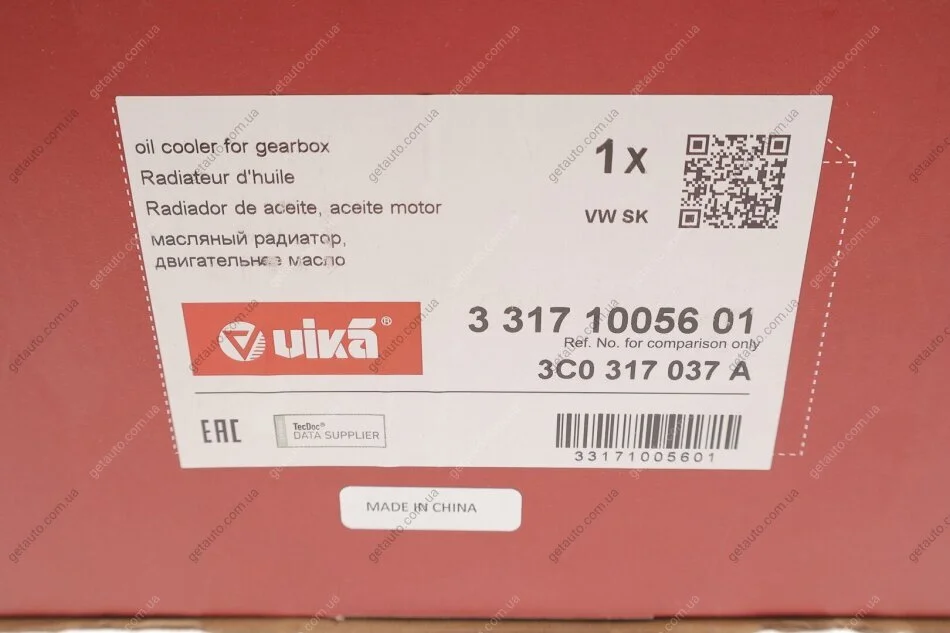 oil cooler for gearbox
Radiateur d'huile
Radiador de aceite, aceite motor
масляный радиатор,
двигательное масло
1 x
VW SK
vika®
3 317 10056 01
Ref. No. for comparison only
3C0 317 037 A
EAC
TecDoc®
DATA SUPPLIER
33171005601
MADE IN CHINA
getauto.com.ua